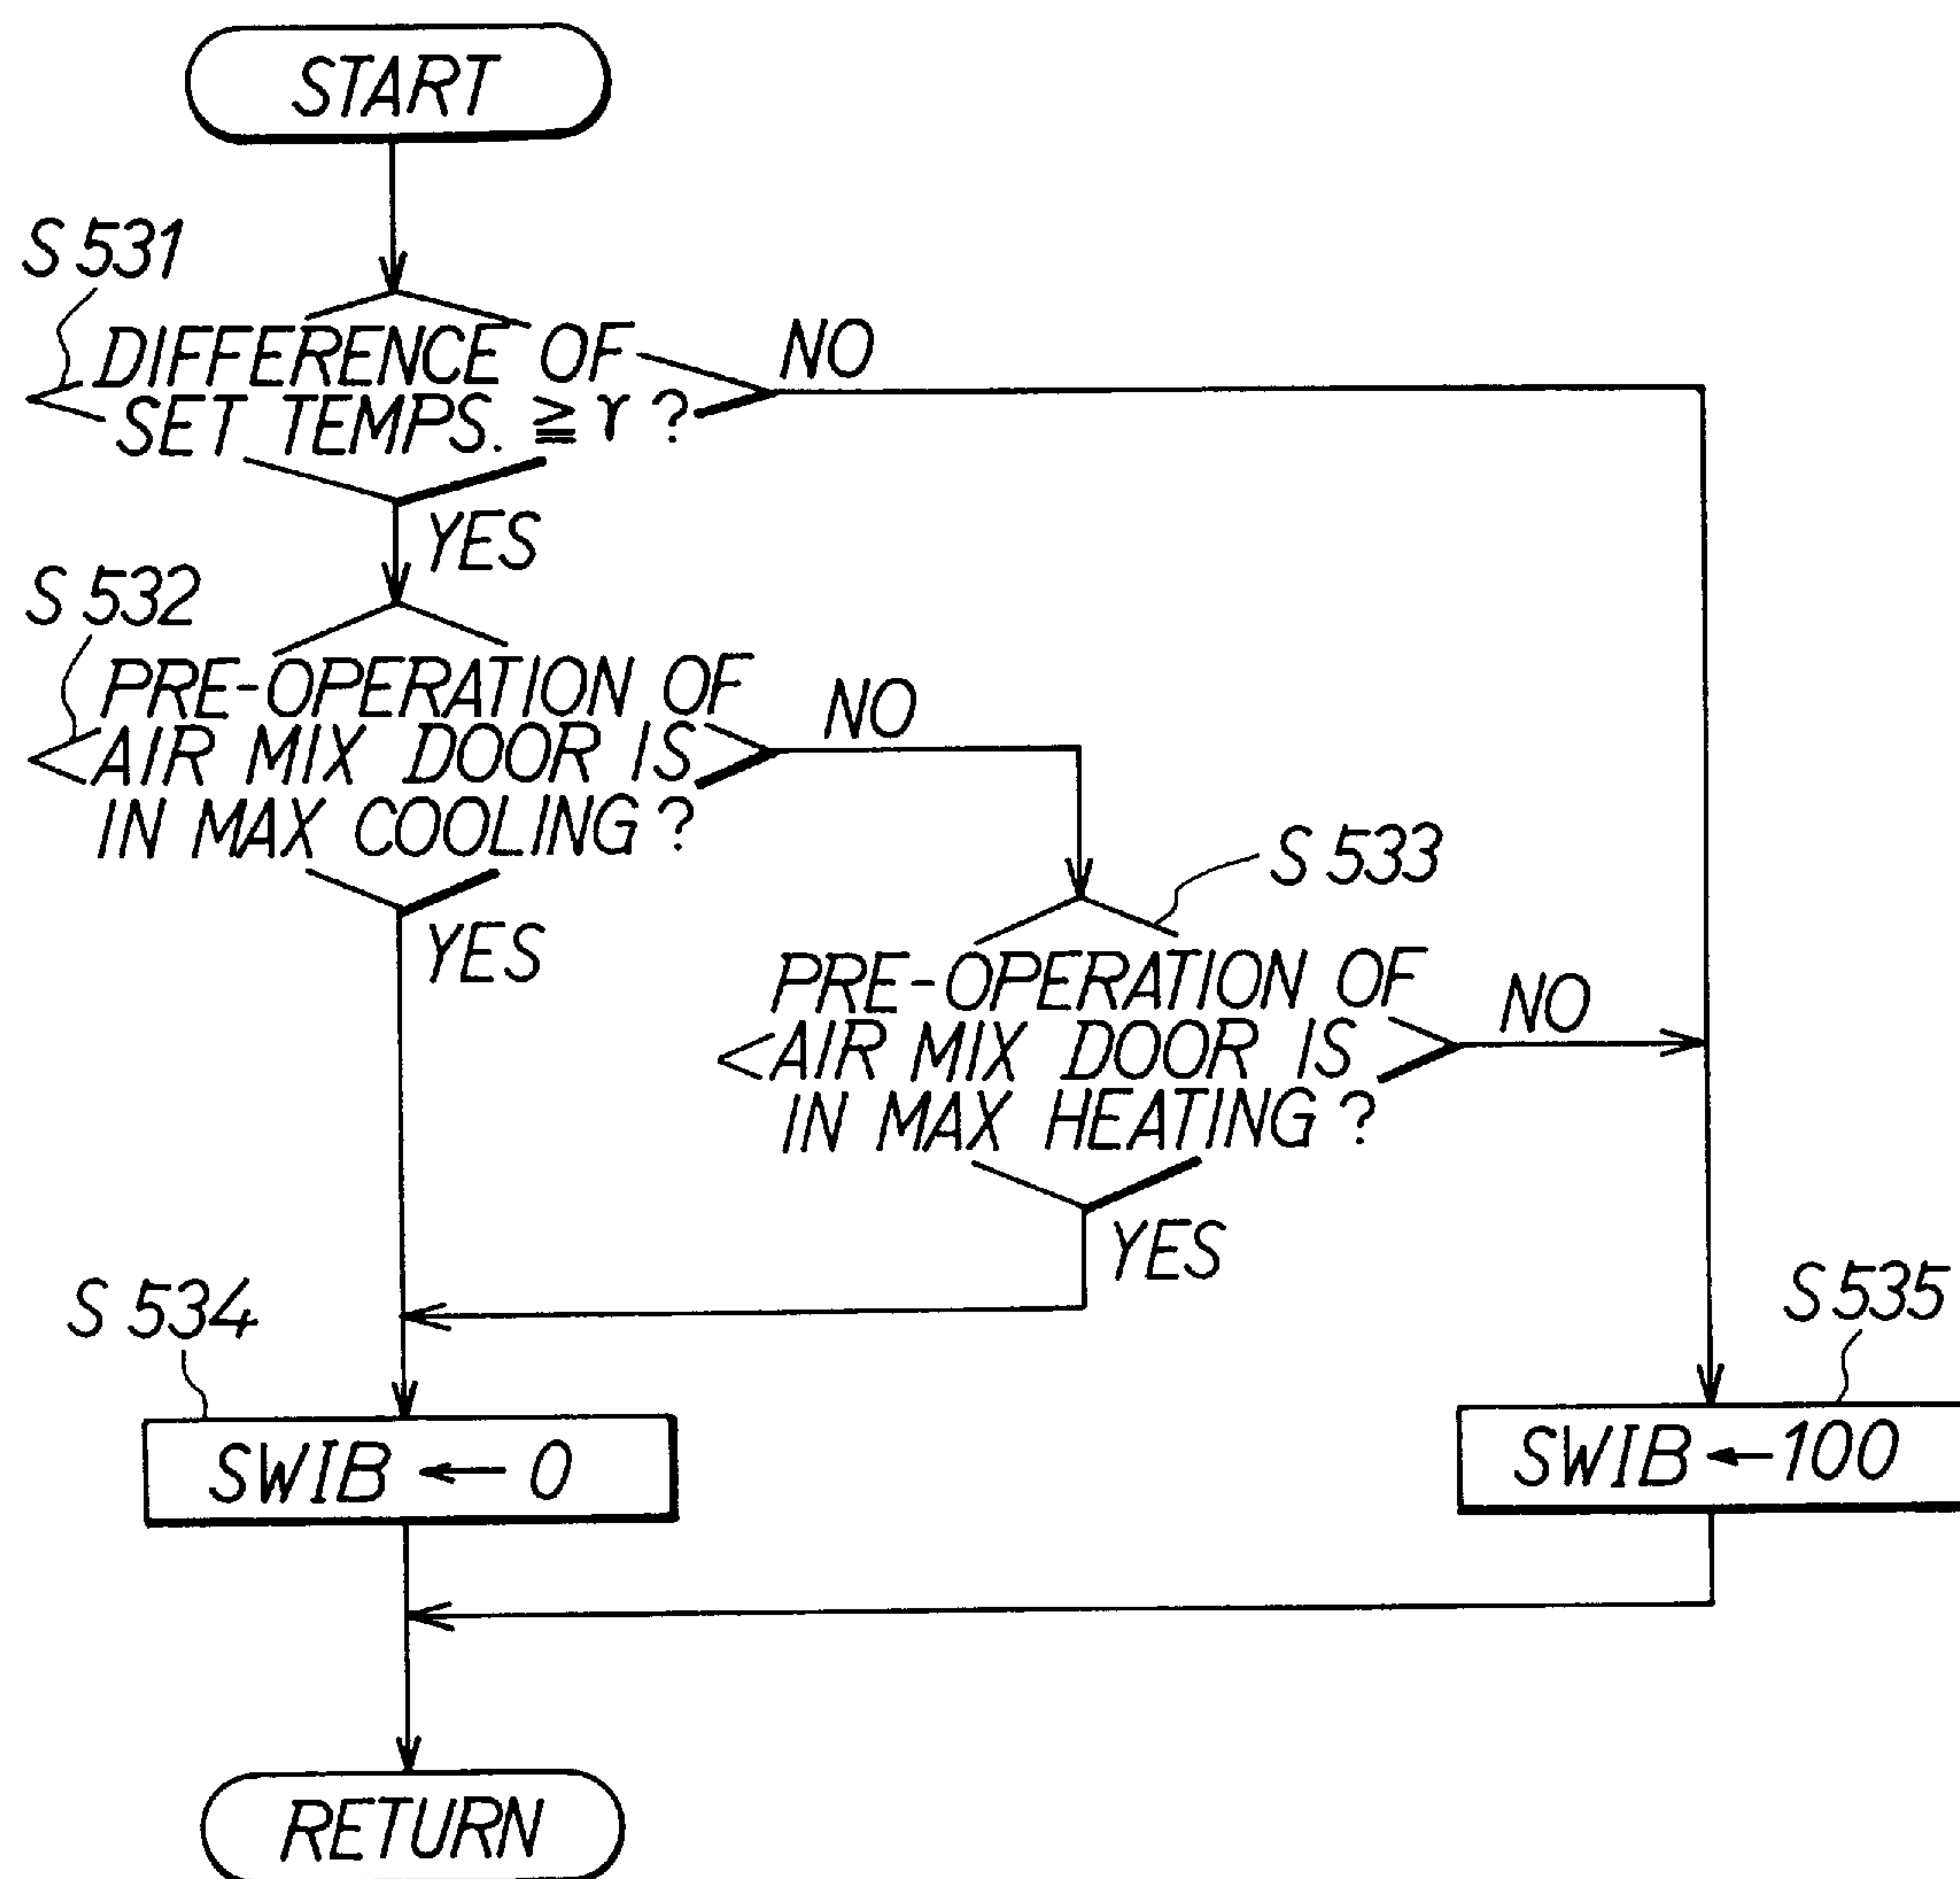 START
S 531
DIFFERENCE OF
SET TEMPS. ≧ γ ?
NO
YES
S 532
PRE-OPERATION OF
AIR MIX DOOR IS
IN MAX COOLING ?
NO
YES
S 533
PRE-OPERATION OF
AIR MIX DOOR IS
IN MAX HEATING ?
NO
YES
S 534
SWIB ← 0
S 535
SWIB ← 100
RETURN